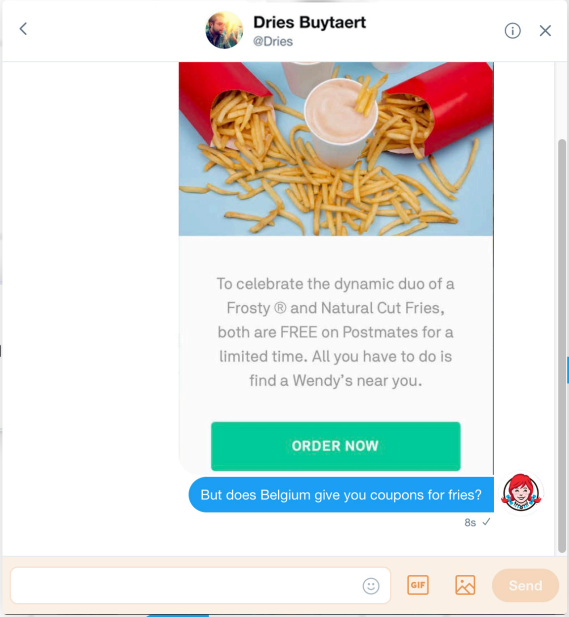 Dries Buytaert
@Dries
To celebrate the dynamic duo of a
Frosty ® and Natural Cut Fries,
both are FREE on Postmates for a
limited time. All you have to do is
find a Wendy's near you.
ORDER NOW
But does Belgium give you coupons for fries?
8s
GIF
Send